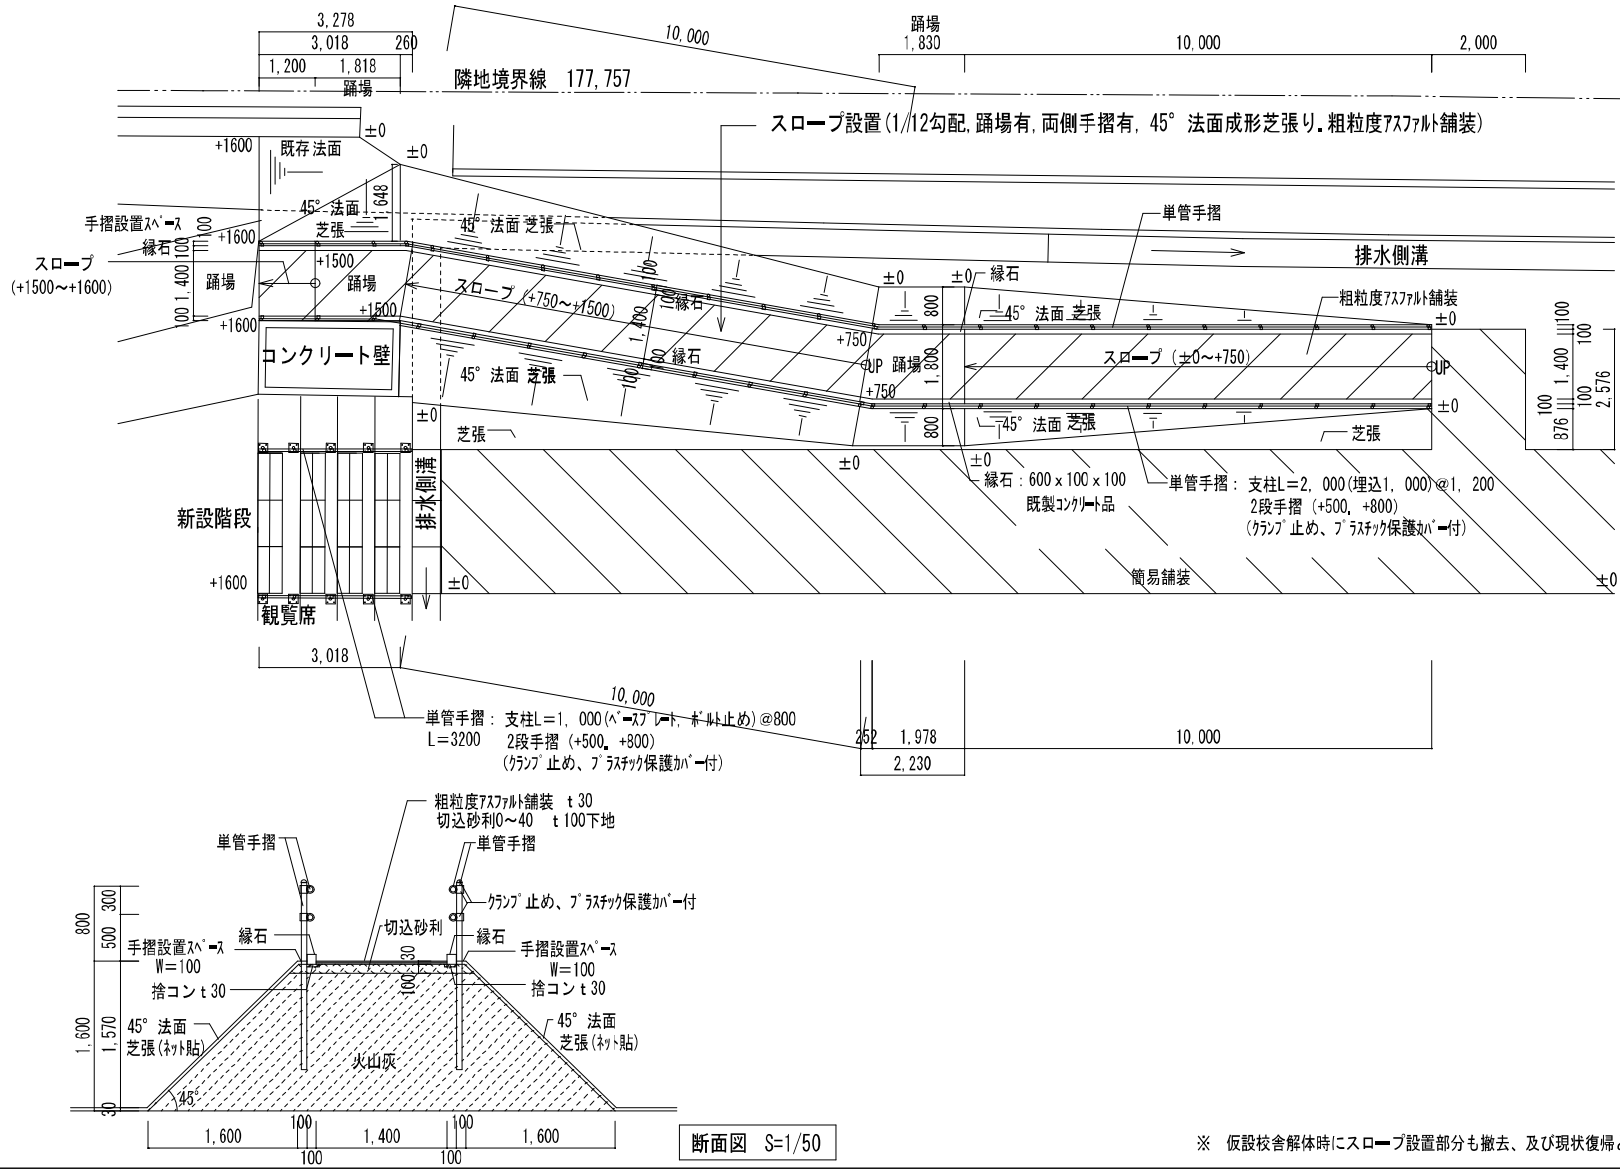 3,278
3,018
260
1,200
1,818
踊場
10,000
踊場
1,830
10,000
2,000
隣地境界線 177,757
スロープ設置(1/12勾配, 踊場有, 両側手摺有, 45° 法面成形芝張り. 粗粒度アスファルト舗装)
±0
+1600
既存法面
±0
1,648
45° 法面
芝張
45° 法面 芝張
単管手摺
排水側溝
手摺設置スペース
縁石
100
100
1,400
100
+1600
スロープ
(+1500~+1600)
踊場
+1500
踊場
+1500
+1600
スロープ (+750~+1500)
100
100
縁石
1,400
縁石
100
100
±0
±0
縁石
800
45° 法面 芝張
粗粒度アスファルト舗装
±0
+750
UP
踊場
1,800
スロープ (±0~+750)
UP
100
100
1,400
2,576
100
100
876
コンクリート壁
45° 法面 芝張
+750
±0
芝張
800
45° 法面 芝張
±0
芝張
±0
±0
縁石:600x100x100
既製コンクリート品
単管手摺: 支柱L=2, 000(埋込1, 000)@1, 200
2段手摺 (+500, +800)
(クランプ止め、プラスチック保護カバー付)
新設階段
排水側溝
+1600
±0
簡易舗装
±0
観覧席
3,018
10,000
252
1,978
10,000
2,230
単管手摺: 支柱L=1, 000(ベースプレート, ボルト止め)@800
L=3200 2段手摺 (+500, +800)
(クランプ止め、プラスチック保護カバー付)
粗粒度アスファルト舗装 t30
切込砂利0~40 t100下地
単管手摺
単管手摺
クランプ止め、プラスチック保護カバー付
800
300
500
縁石
切込砂利
縁石
手摺設置スペース
W=100
手摺設置スペース
W=100
30
100
捨コン t30
捨コン t30
1,600
1,570
30
45° 法面
芝張(ネット貼)
45° 法面
芝張(ネット貼)
火山灰
45°
1,600
100
100
1,400
100
100
1,600
断面図 S=1/50
※ 仮設校舎解体時にスロープ設置部分も撤去、及び現状復帰